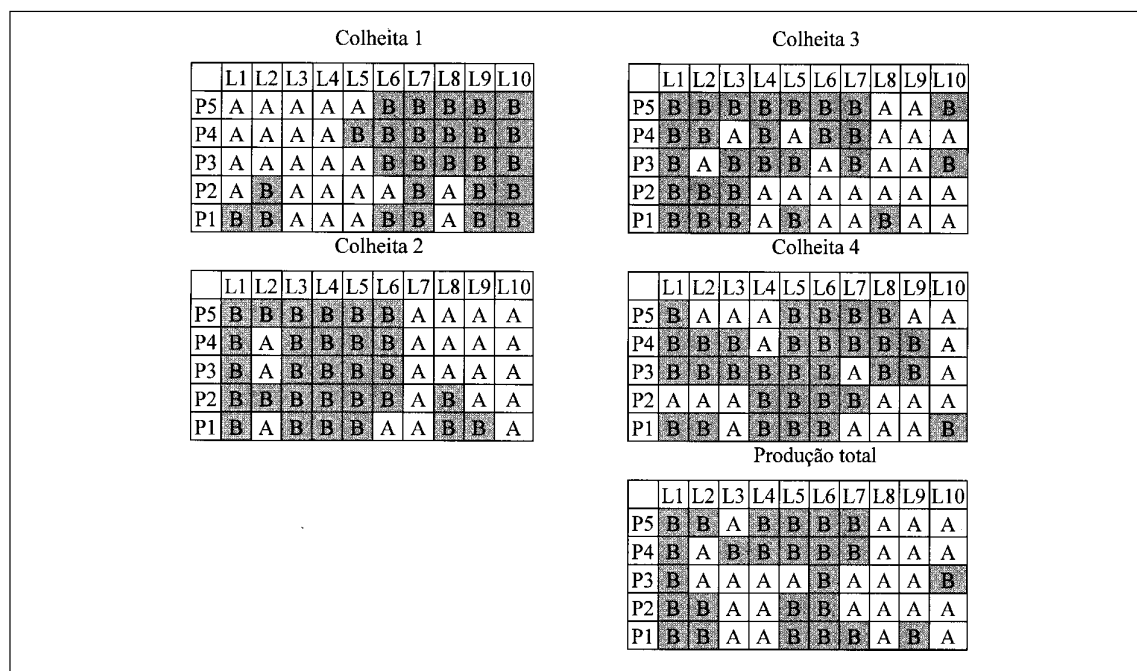 Colheita 1
L1 L2 L3 L4 L5 L6 L7 L8 L9 L10
P5 A A A A A B B B B B
P4 A A A A B B B B B B
P3 A A A A A B B B B B
P2 A B A A A A B A B B
P1 B B A A A B B A B B
Colheita 2
L1 L2 L3 L4 L5 L6 L7 L8 L9 L10
P5 B B B B B B A A A A
P4 B A B B B B A A A A
P3 B A B B B B A A A A
P2 B B B B B B A B A A
P1 B A B B B A A B B A
Colheita 3
L1 L2 L3 L4 L5 L6 L7 L8 L9 L10
P5 B B B B B B B A A B
P4 B B A B A B B A A A
P3 B A B B B A B A A B
P2 B B B A A A A A A A
P1 B B B A B A A B A A
Colheita 4
L1 L2 L3 L4 L5 L6 L7 L8 L9 L10
P5 B A A A B B B B A A
P4 B B B A B B B B B A
P3 B B B B B B A B B A
P2 A A A B B B B A A A
P1 B B A B B B A A A B
Produção total
L1 L2 L3 L4 L5 L6 L7 L8 L9 L10
P5 B B A B B B B A A A
P4 B A B B B B B A A A
P3 B A A A A B A A A B
P2 B B A A B B A A A A
P1 B B A A B B B A B A